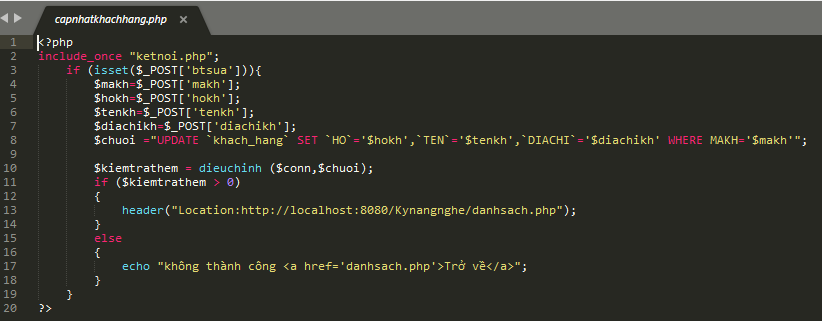 capnhatkhachhang.php ×
1 <?php
2 include_once "ketnoi.php";
3 if (isset($_POST['btsua'])){
4 $makh=$_POST['makh'];
5 $hokh=$_POST['hokh'];
6 $tenkh=$_POST['tenkh'];
7 $diachikh=$_POST['diachikh'];
8 $chuoi ="UPDATE `khach_hang` SET `HO`='$hokh',`TEN`='$tenkh',`DIACHI`='$diachikh' WHERE MAKH='$makh'";
9
10 $kiemtrathem = dieuchinh ($conn,$chuoi);
11 if ($kiemtrathem > 0)
12 {
13 header("Location:http://localhost:8080/Kynangnghe/danhsach.php");
14 }
15 else
16 {
17 echo "không thành công <a href='danhsach.php'>Trở về</a>";
18 }
19 }
20 ?>